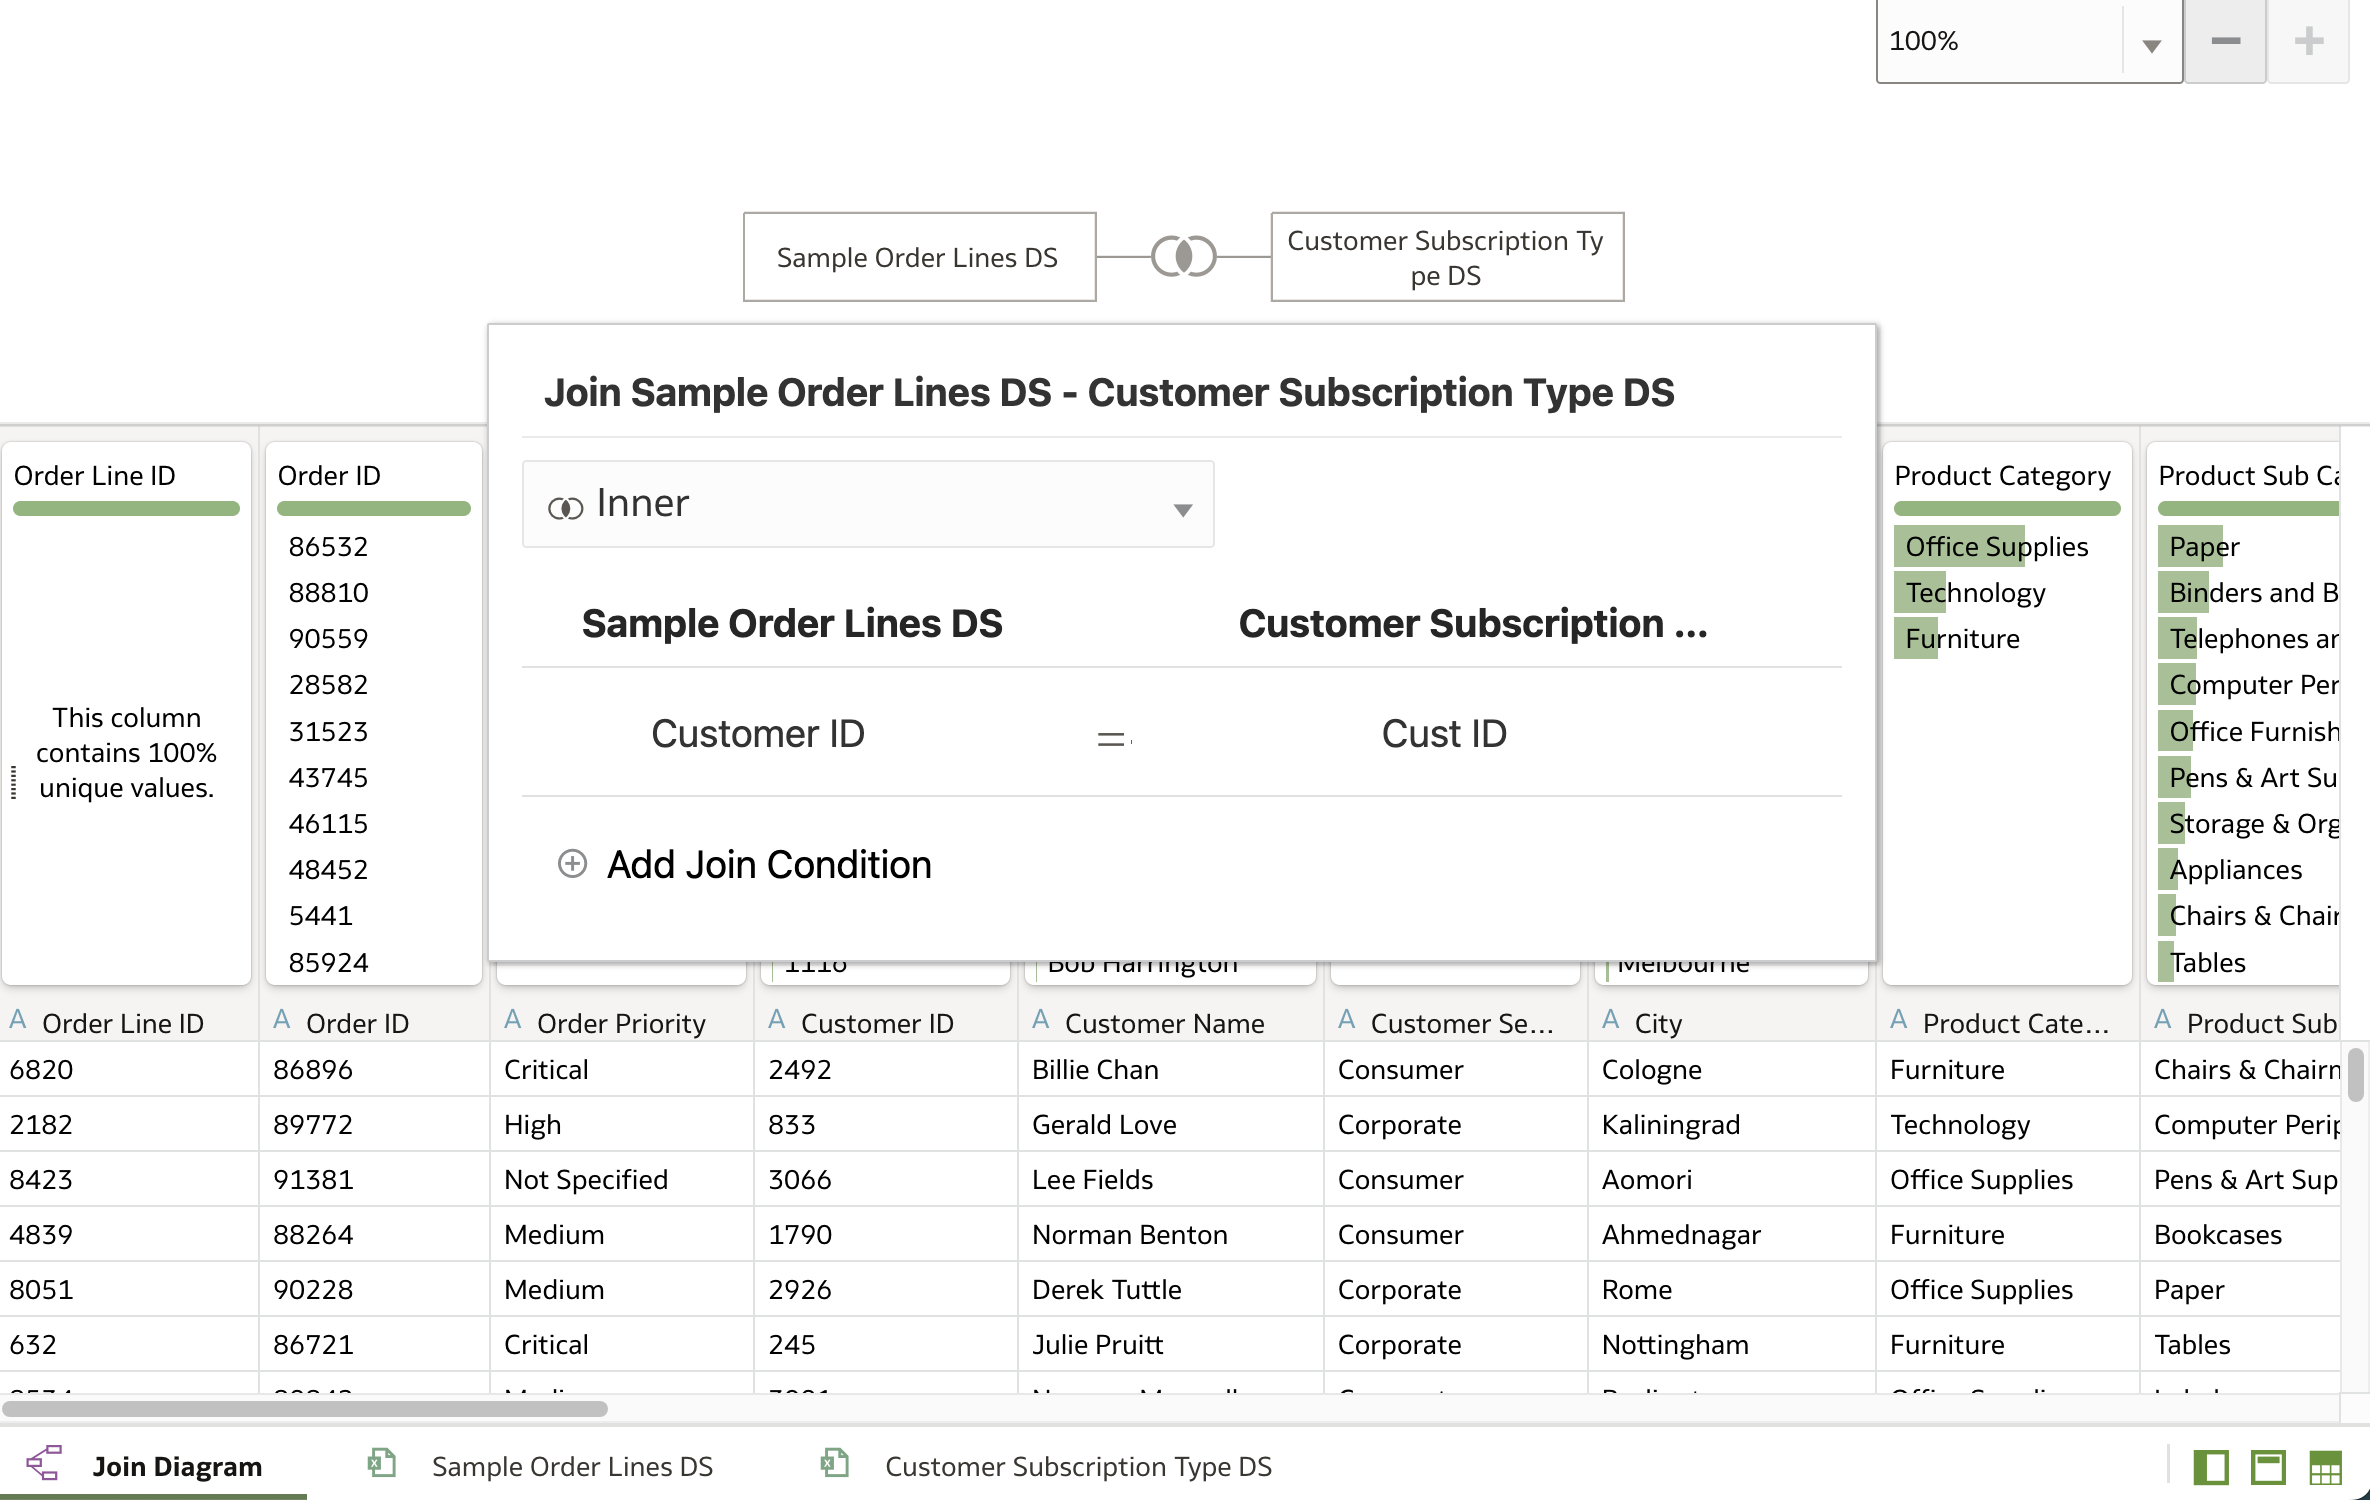 100%
Sample Order Lines DS
Customer Subscription Ty
pe DS
Join Sample Order Lines DS - Customer Subscription Type DS
Inner
Sample Order Lines DS Customer Subscription ...
Customer ID = Cust ID
Add Join Condition
Order Line ID
This column
contains 100%
unique values.
Order ID
86532
88810
90559
28582
31523
43745
46115
48452
5441
85924
1116
Bob Harrington
Melbourne
Product Category
Office Supplies
Technology
Furniture
Product Sub Ca
Paper
Binders and B
Telephones an
Computer Per
Office Furnish
Pens & Art Su
Storage & Org
Appliances
Chairs & Chair
Tables
A Order Line ID A Order ID A Order Priority A Customer ID A Customer Name A Customer Se... A City A Product Cate... A Product Sub
6820 86896 Critical 2492 Billie Chan Consumer Cologne Furniture Chairs & Chairm
2182 89772 High 833 Gerald Love Corporate Kaliningrad Technology Computer Perip
8423 91381 Not Specified 3066 Lee Fields Consumer Aomori Office Supplies Pens & Art Sup
4839 88264 Medium 1790 Norman Benton Consumer Ahmednagar Furniture Bookcases
8051 90228 Medium 2926 Derek Tuttle Corporate Rome Office Supplies Paper
632 86721 Critical 245 Julie Pruitt Corporate Nottingham Furniture Tables
Join Diagram Sample Order Lines DS Customer Subscription Type DS